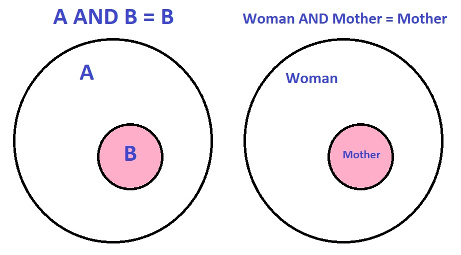 A AND B = B
Woman AND Mother = Mother
A
Woman
B
Mother